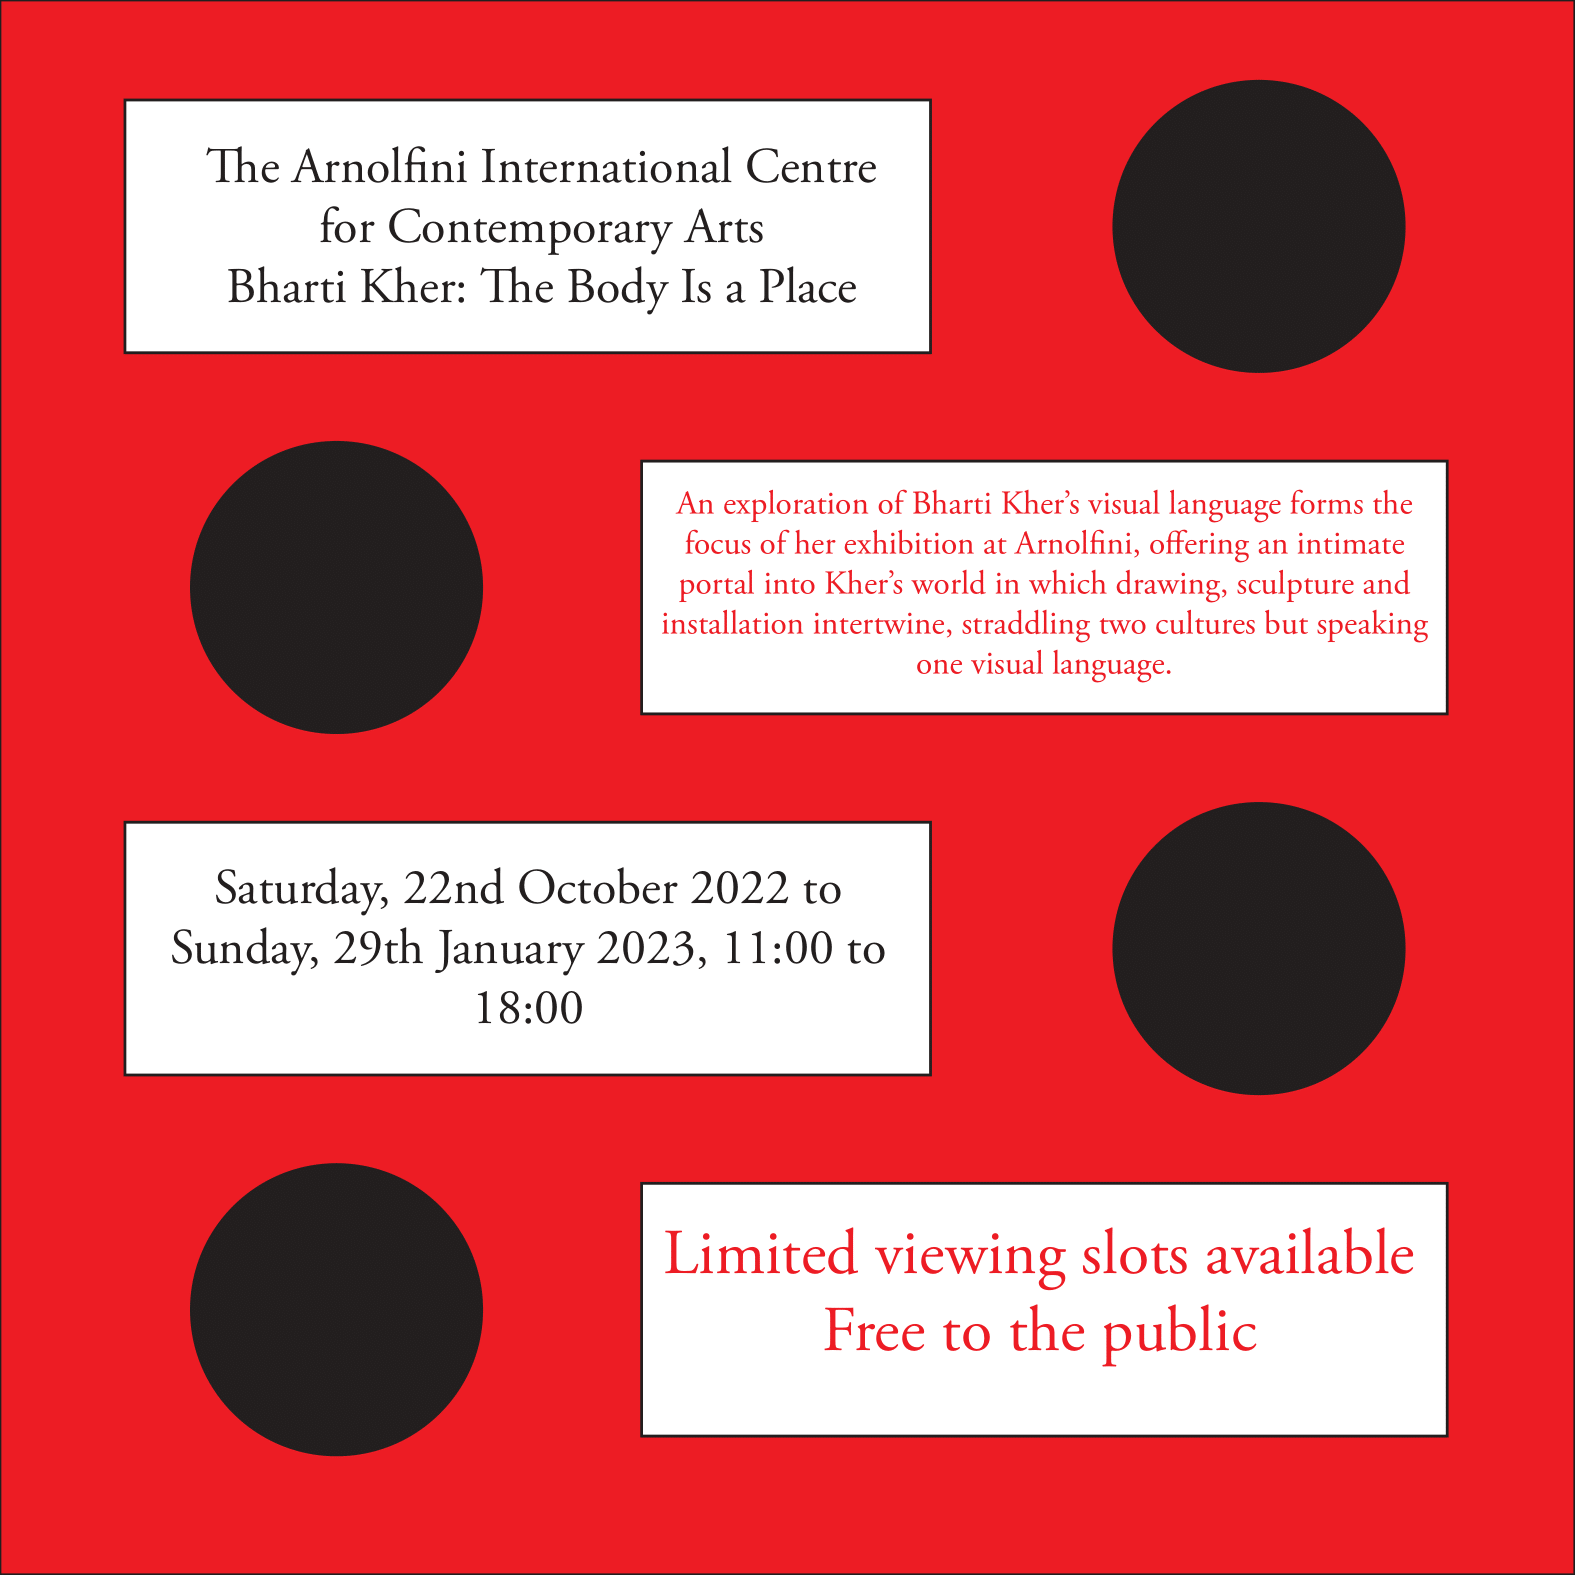 The Arnolfini International Centre
for Contemporary Arts
Bharti Kher: The Body Is a Place
An exploration of Bharti Kher’s visual language forms the
focus of her exhibition at Arnolfini, offering an intimate
portal into Kher’s world in which drawing, sculpture and
installation intertwine, straddling two cultures but speaking
one visual language.
Saturday, 22nd October 2022 to
Sunday, 29th January 2023, 11:00 to
18:00
Limited viewing slots available
Free to the public